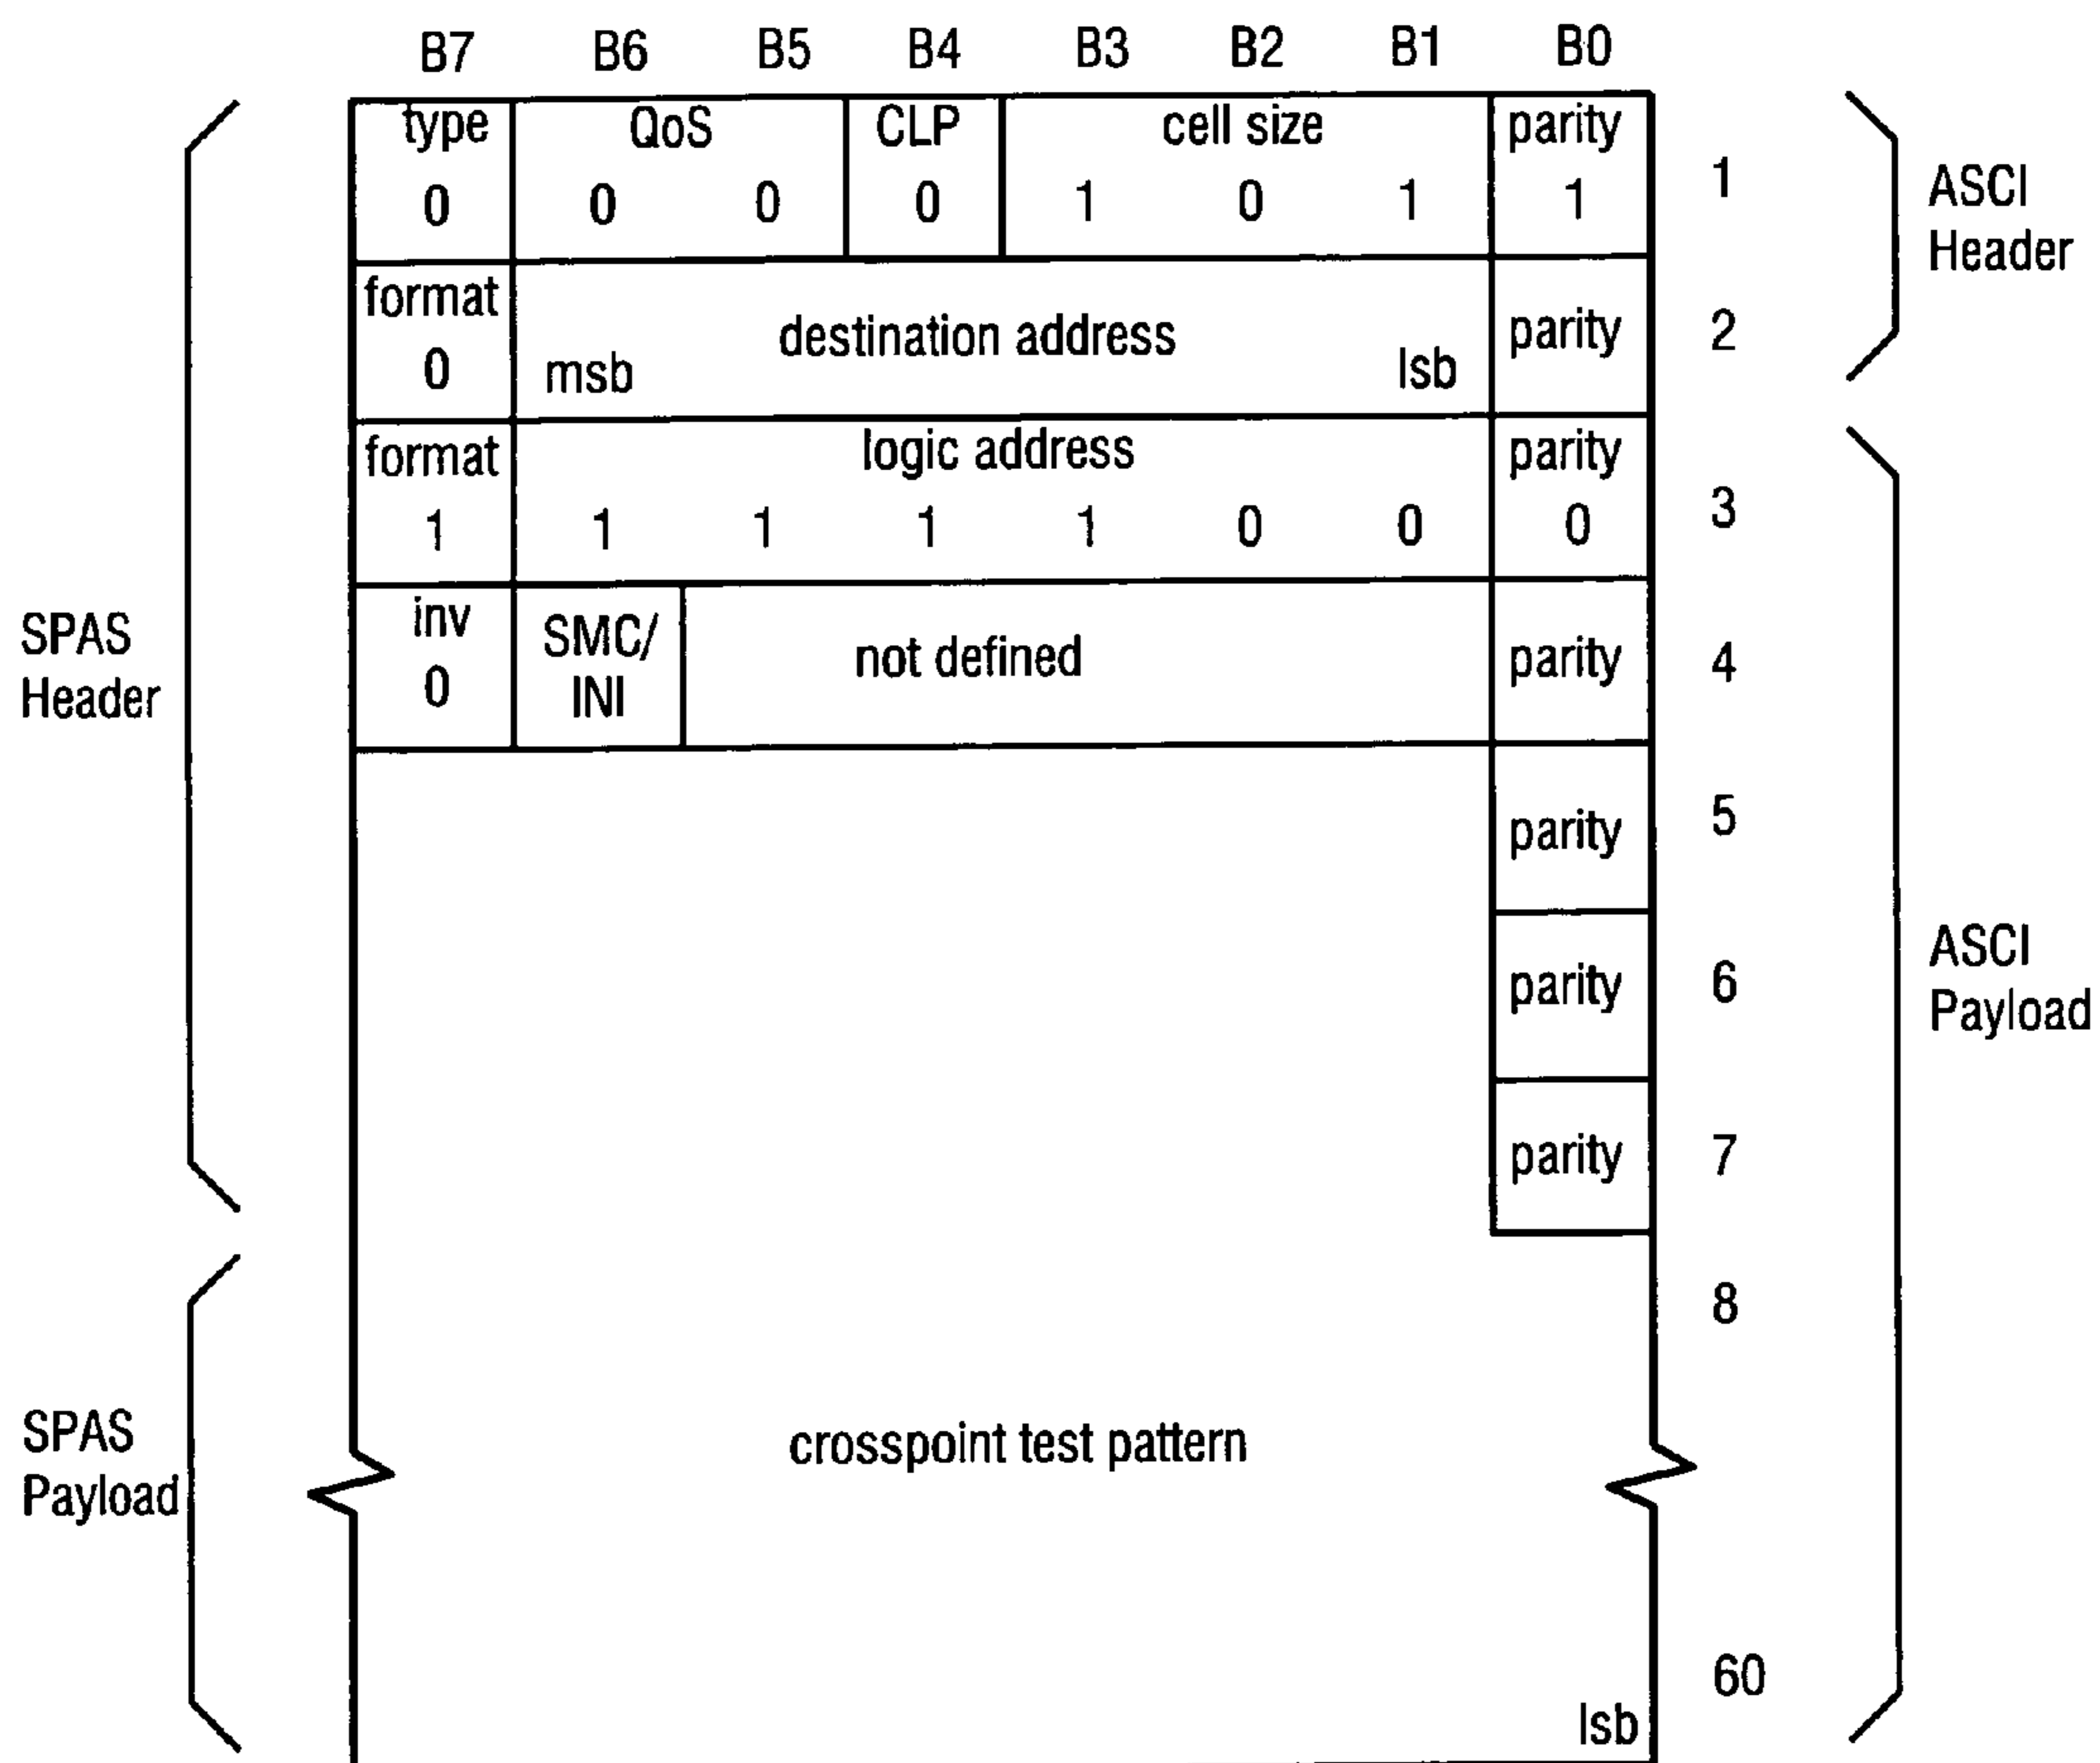 B7 B6 B5 B4 B3 B2 B1 B0
type QoS CLP cell size parity
0 0 0 0 1 0 1 1
1
ASCI
Header
format
0
msb destination address lsb
parity
2
format logic address parity
1 1 1 1 1 0 0 0
3
inv
0
SMC/
INI
not defined
parity
4
SPAS
Header
parity
5
parity
6
ASCI
Payload
parity
7
8
SPAS
Payload
crosspoint test pattern
60
lsb